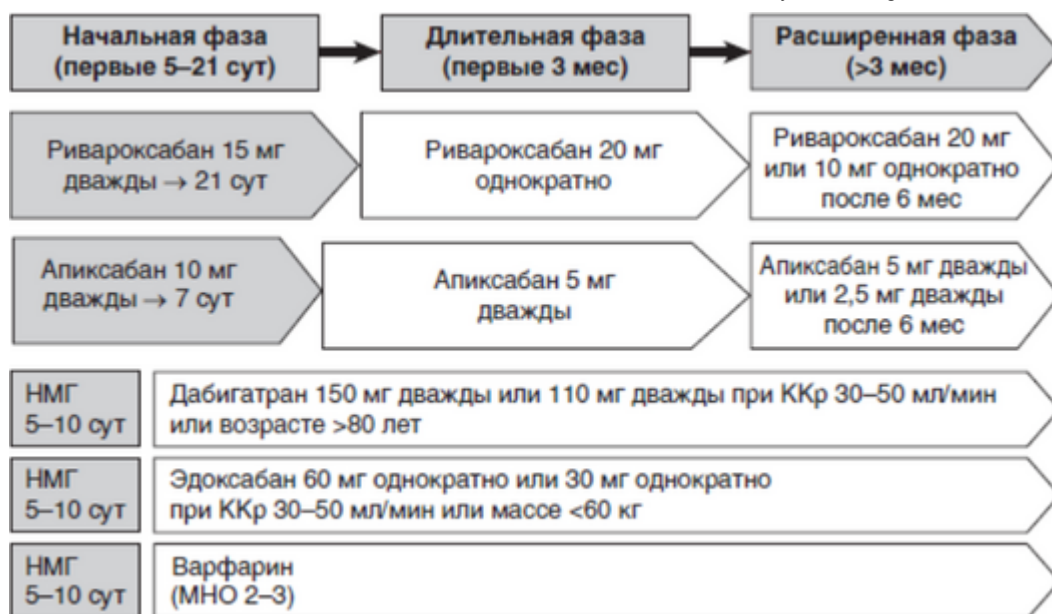 Начальная фаза
(первые 5–21 сут)
Длительная фаза
(первые 3 мес)
Расширенная фаза
(>3 мес)
Ривароксабан 15 мг
дважды → 21 сут
Ривароксабан 20 мг
однократно
Ривароксабан 20 мг
или 10 мг однократно
после 6 мес
Апиксабан 10 мг
дважды → 7 сут
Апиксабан 5 мг
дважды
Апиксабан 5 мг дважды
или 2,5 мг дважды
после 6 мес
НМГ
5–10 сут
Дабигатран 150 мг дважды или 110 мг дважды при ККр 30–50 мл/мин
или возрасте >80 лет
НМГ
5–10 сут
Эдоксабан 60 мг однократно или 30 мг однократно
при ККр 30–50 мл/мин или массе <60 кг
НМГ
5–10 сут
Варфарин
(МНО 2–3)